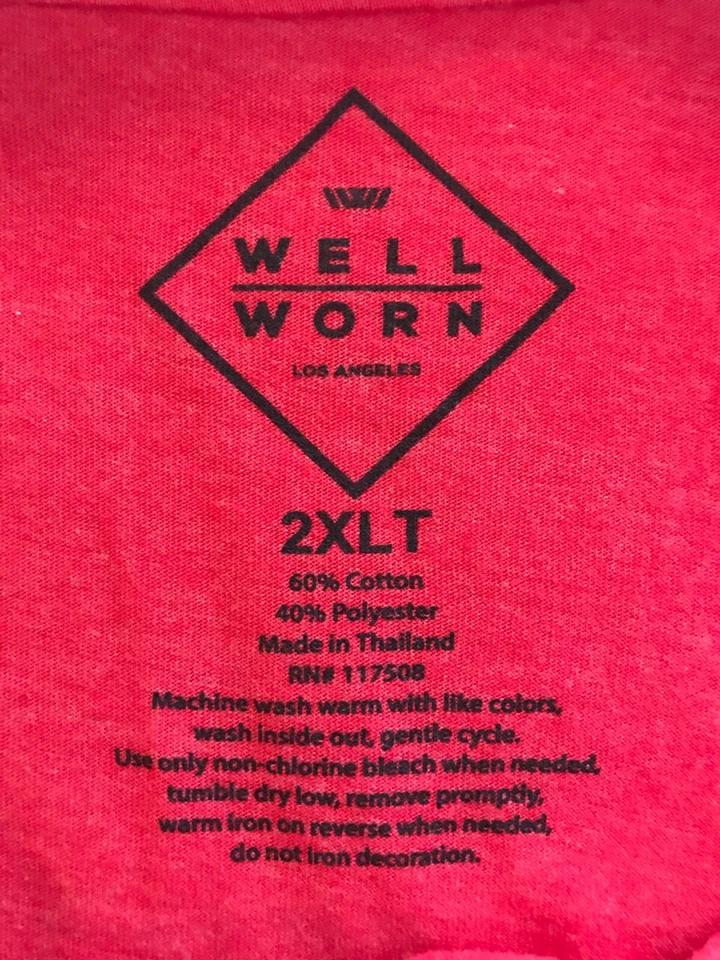 WELL
WORN
LOS ANGELES
2XLT
60% Cotton
40% Polyester
Made in Thailand
RN# 117508
Machine wash warm with like colors,
wash inside out, gentle cycle.
Use only non-chlorine bleach when needed,
tumble dry low, remove promptly,
warm iron on reverse when needed,
do not iron decoration.